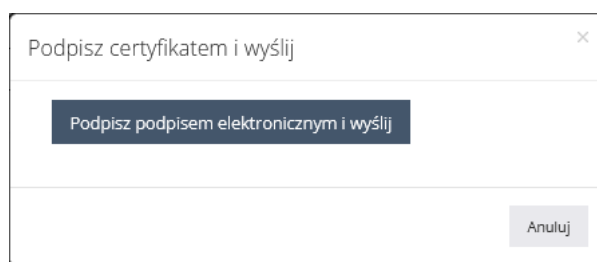 Podpisz certyfikatem i wyślij
Podpisz podpisem elektronicznym i wyślij
Anuluj